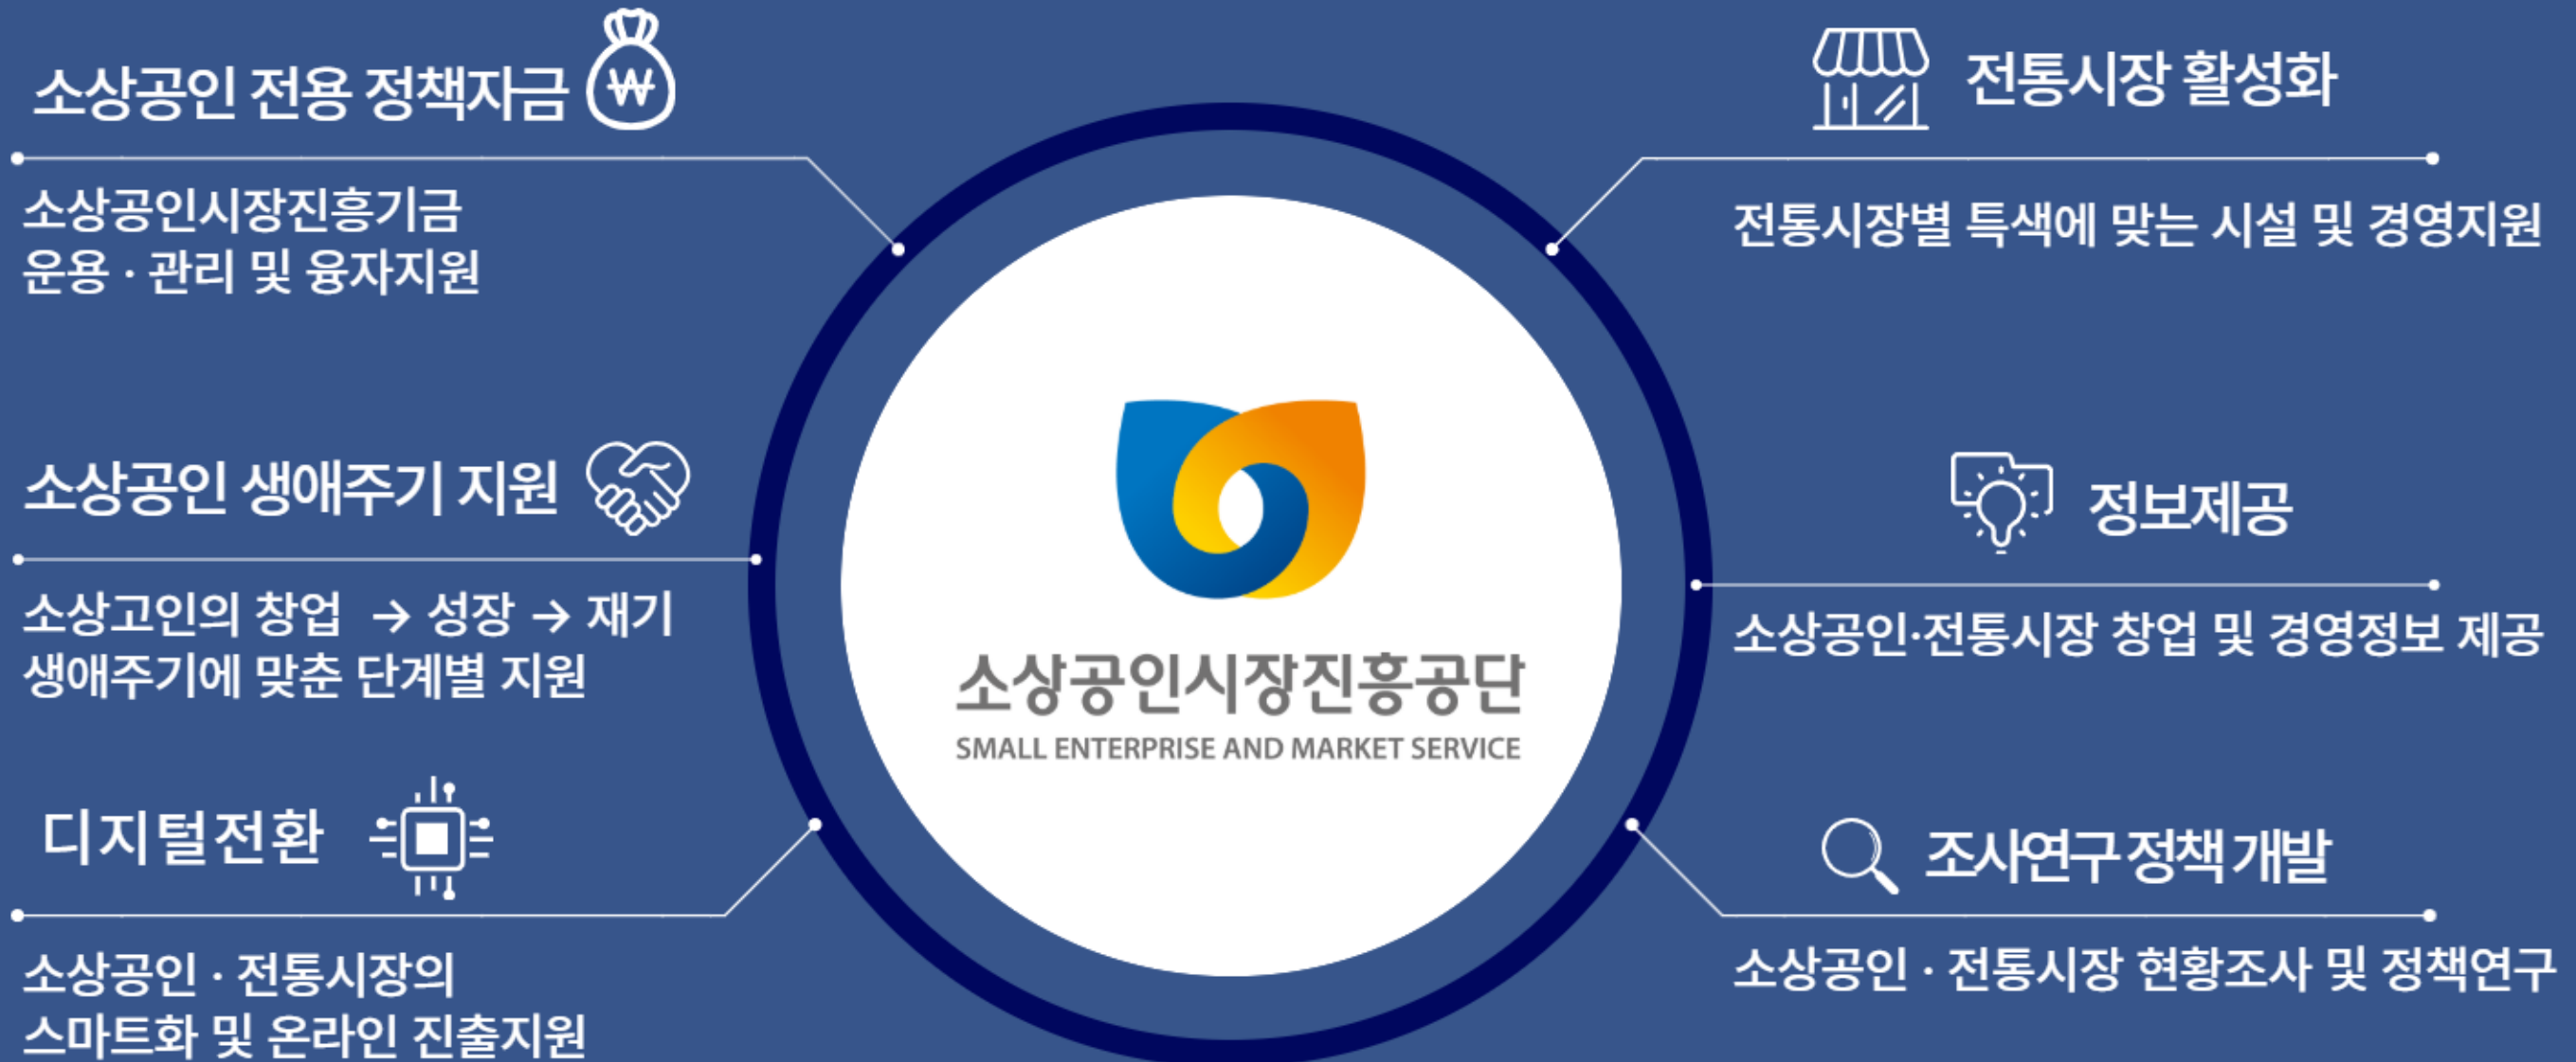 소상공인 전용 정책자금
소상공인시장진흥기금
운용 · 관리 및 융자지원
소상공인 생애주기 지원
소상고인의 창업 → 성장 → 재기
생애주기에 맞춘 단계별 지원
디지털전환
소상공인 · 전통시장의
스마트화 및 온라인 진출지원
소상공인시장진흥공단
SMALL ENTERPRISE AND MARKET SERVICE
전통시장 활성화
전통시장별 특색에 맞는 시설 및 경영지원
정보제공
소상공인·전통시장 창업 및 경영정보 제공
조사연구 정책 개발
소상공인 · 전통시장 현황조사 및 정책연구